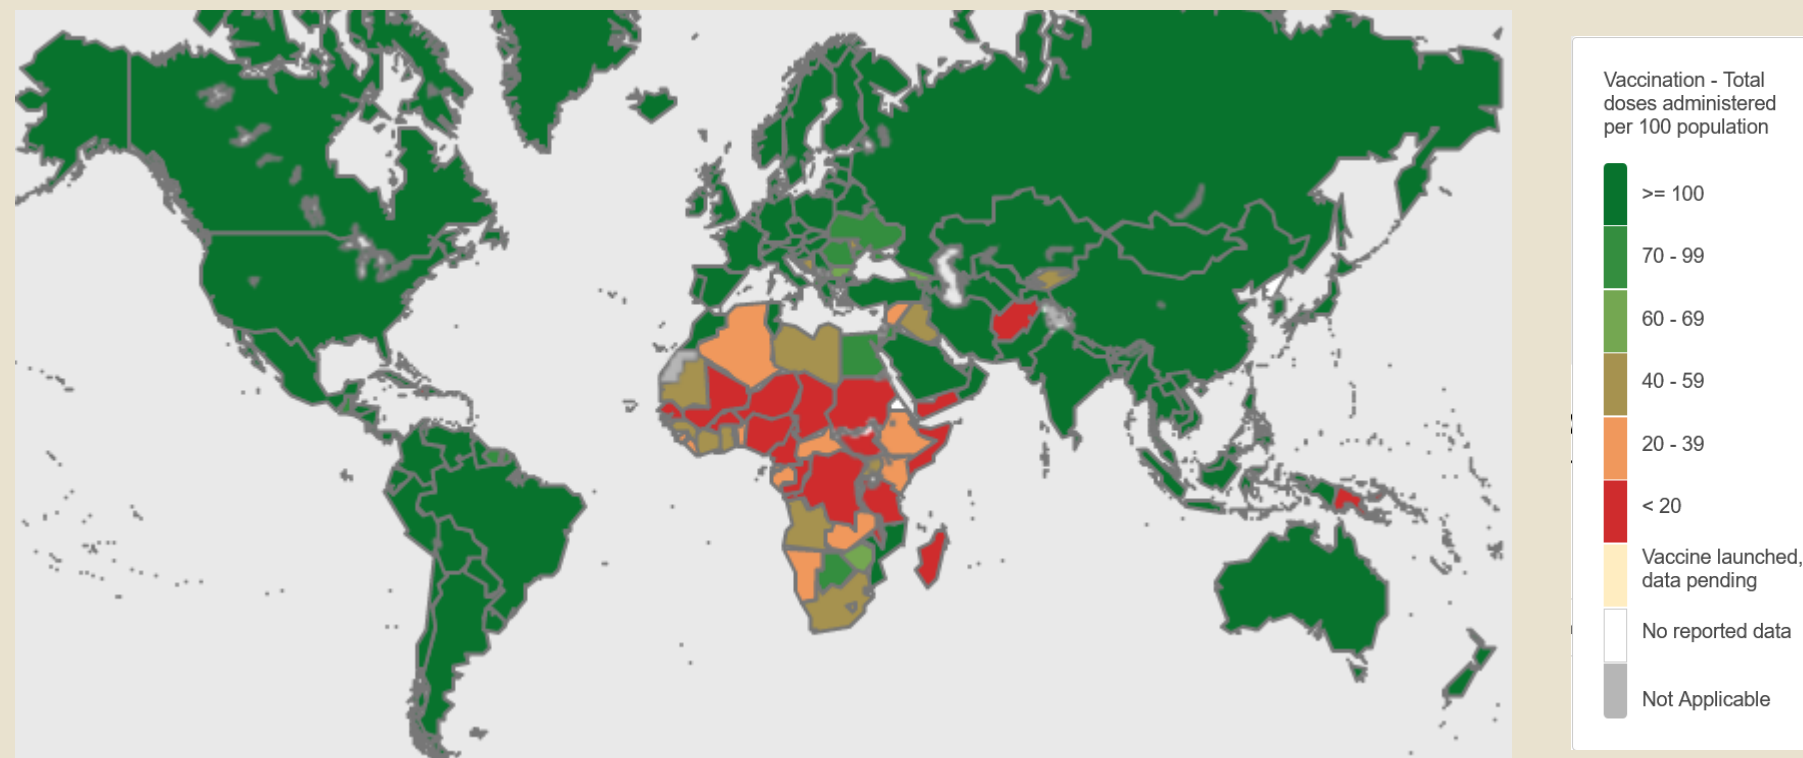 Vaccination - Total
doses administered
per 100 population
>= 100
70 - 99
60 - 69
40 - 59
20 - 39
< 20
Vaccine launched,
data pending
No reported data
Not Applicable